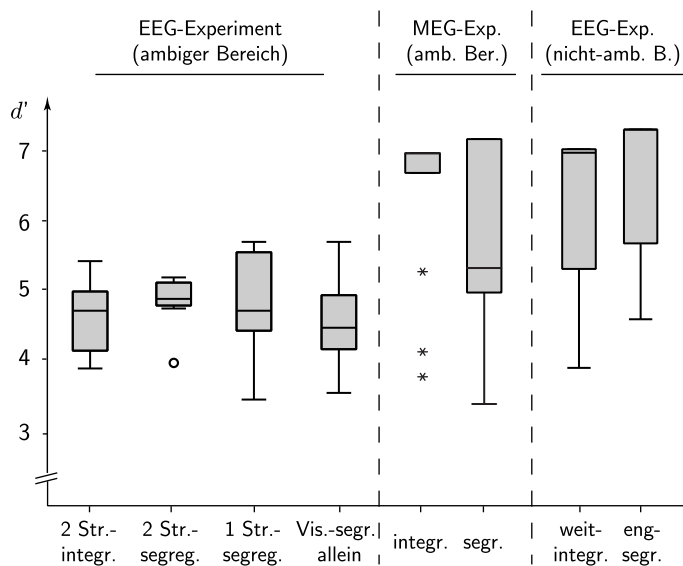 EEG-Experiment
(ambiger Bereich)
MEG-Exp.
(amb. Ber.)
EEG-Exp.
(nicht-amb. B.)
d'
7
6
5
4
3
2 Str.-
integr.
2 Str.-
segreg.
1 Str.-
segreg.
Vis.-segr.
allein
integr.
segr.
weit-
integr.
eng-
segr.